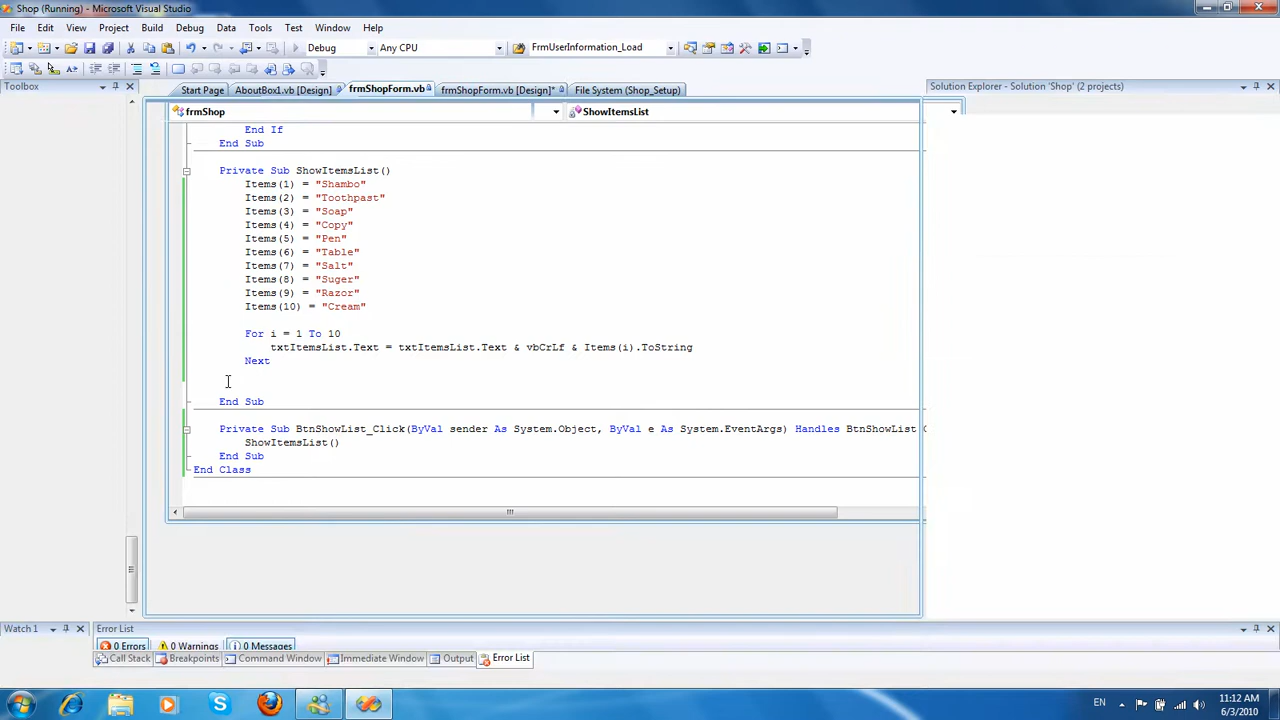 Shop (Running) - Microsoft Visual Studio
File Edit View Project Build Debug Data Tools Test Window Help
Debug Any CPU FrmUserInformation_Load
Toolbox
Start Page AboutBox1.vb [Design] frmShopForm.vb frmShopForm.vb [Design]* File System (Shop_Setup)
Solution Explorer - Solution 'Shop' (2 projects)
frmShop ShowItemsList
End If
End Sub
Private Sub ShowItemsList()
Items(1) = "Shambo"
Items(2) = "Toothpast"
Items(3) = "Soap"
Items(4) = "Copy"
Items(5) = "Pen"
Items(6) = "Table"
Items(7) = "Salt"
Items(8) = "Suger"
Items(9) = "Razor"
Items(10) = "Cream"
For i = 1 To 10
txtItemsList.Text = txtItemsList.Text & vbCrLf & Items(i).ToString
Next
End Sub
Private Sub BtnShowList_Click(ByVal sender As System.Object, ByVal e As System.EventArgs) Handles BtnShowList
ShowItemsList()
End Sub
End Class
Watch 1 Error List
0 Errors 0 Warnings 0 Messages
Call Stack Breakpoints Command Window Immediate Window Output Error List
EN
11:12 AM
6/3/2010